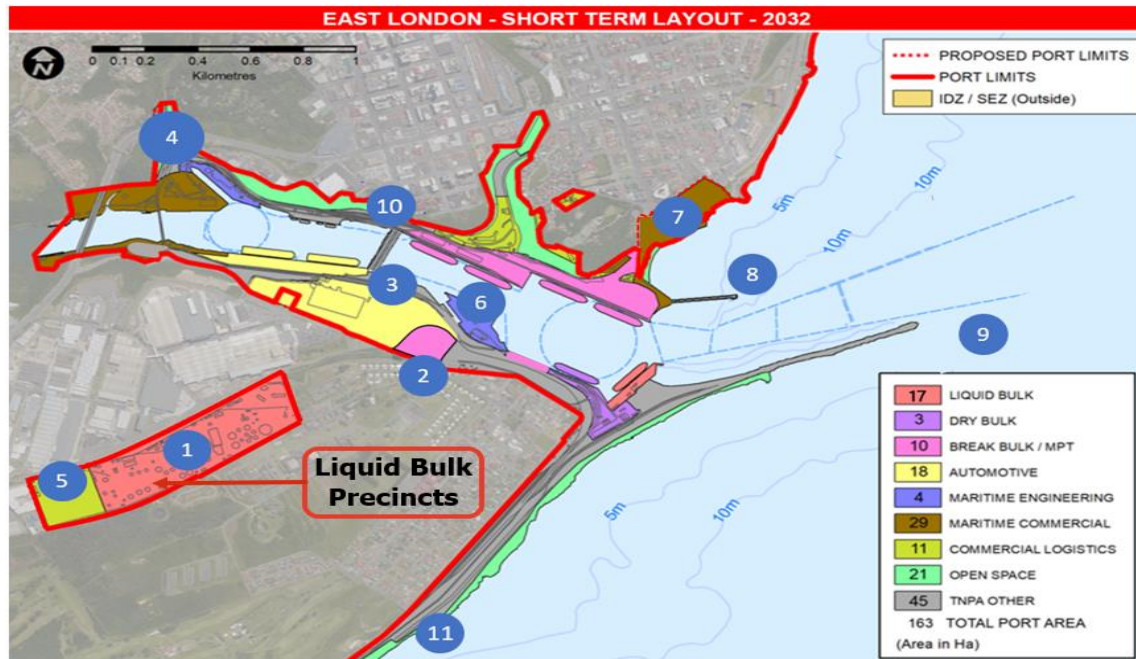 EAST LONDON - SHORT TERM LAYOUT - 2032
N
0 0.1 0.2 0.4 0.6 0.8 1
Kilometres
PROPOSED PORT LIMITS
PORT LIMITS
IDZ / SEZ (Outside)
4
10
7
5m
10m
10m
8
3
6
9
2
1
5
Liquid Bulk
Precincts
5m
10m
11
17 LIQUID BULK
3 DRY BULK
10 BREAK BULK / MPT
18 AUTOMOTIVE
4 MARITIME ENGINEERING
29 MARITIME COMMERCIAL
11 COMMERCIAL LOGISTICS
21 OPEN SPACE
45 TNPA OTHER
163 TOTAL PORT AREA
(Area in Ha)